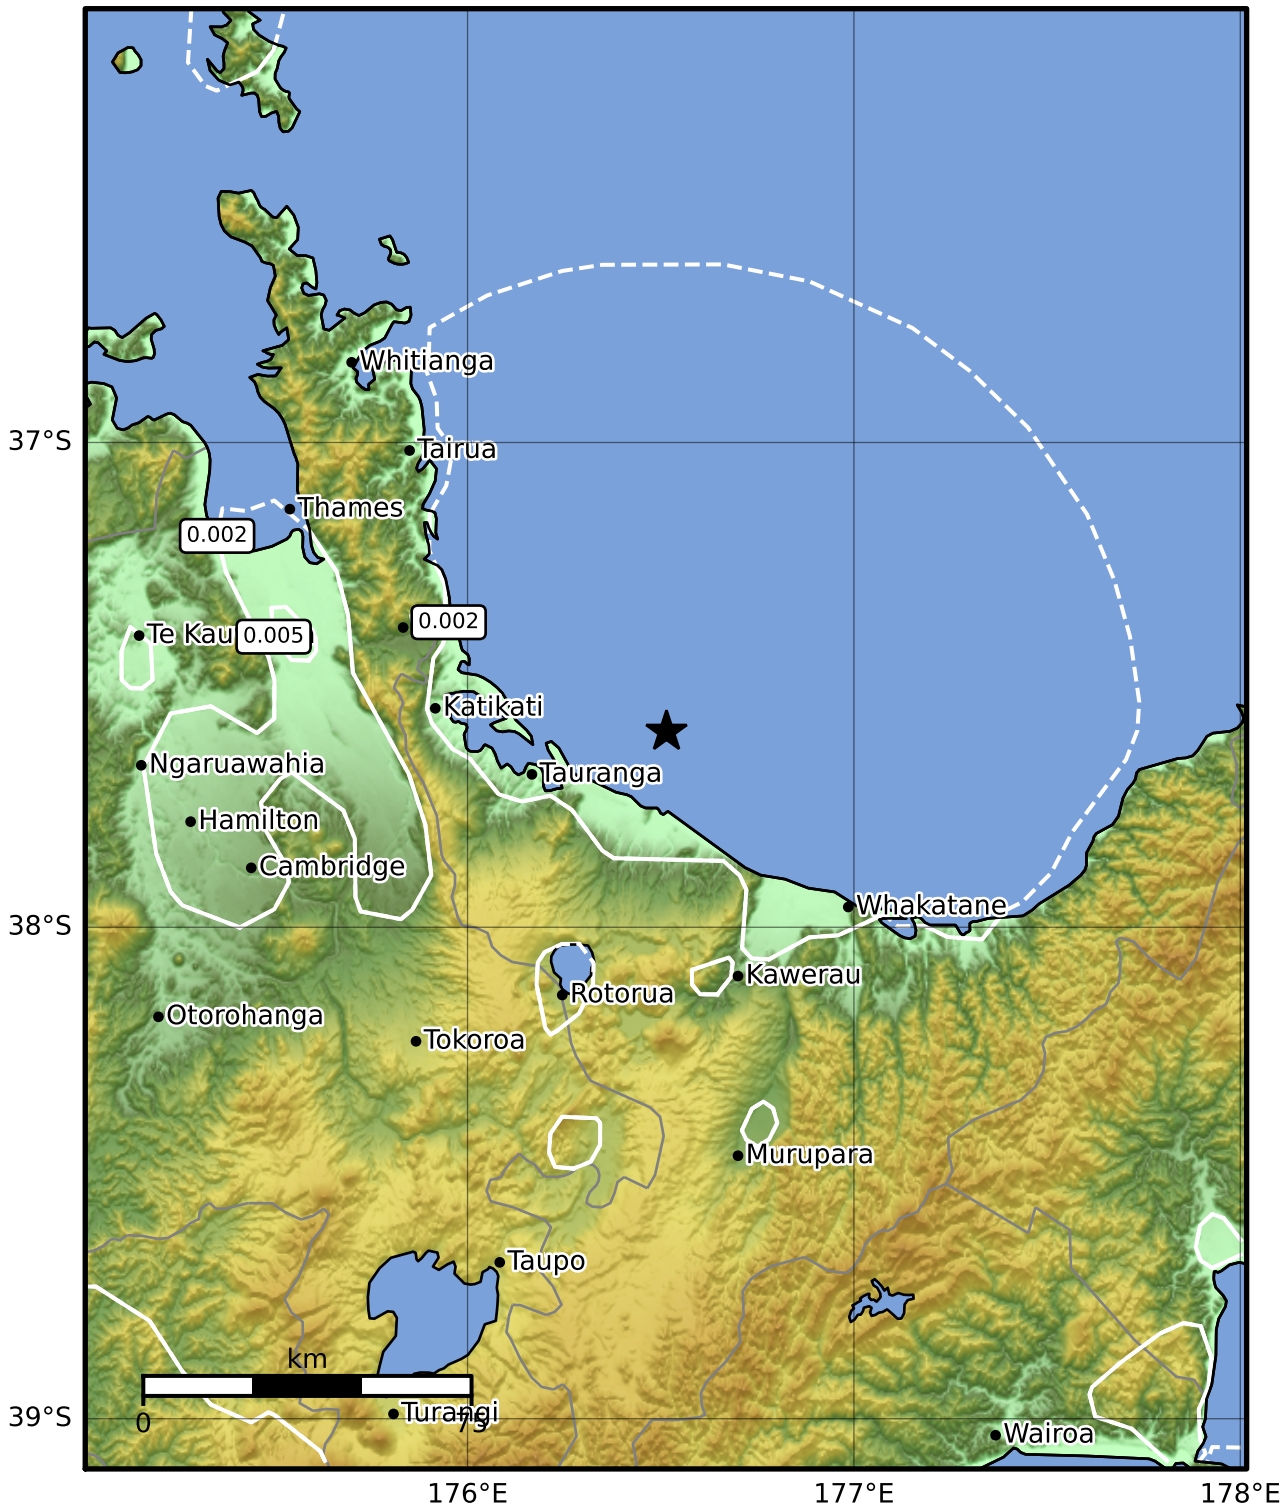 Whitianga
37°S
Tairua
Thames
0.002
0.002
Te Kau
0.005
Katikati
Ngaruawahia
Tauranga
Hamilton
Cambridge
Whakatane
38°S
Kawerau
Rotorua
Otorohanga
Tokoroa
Murupara
Taupo
km
0
75
Turangi
39°S
Wairoa
176°E
177°E
178°E